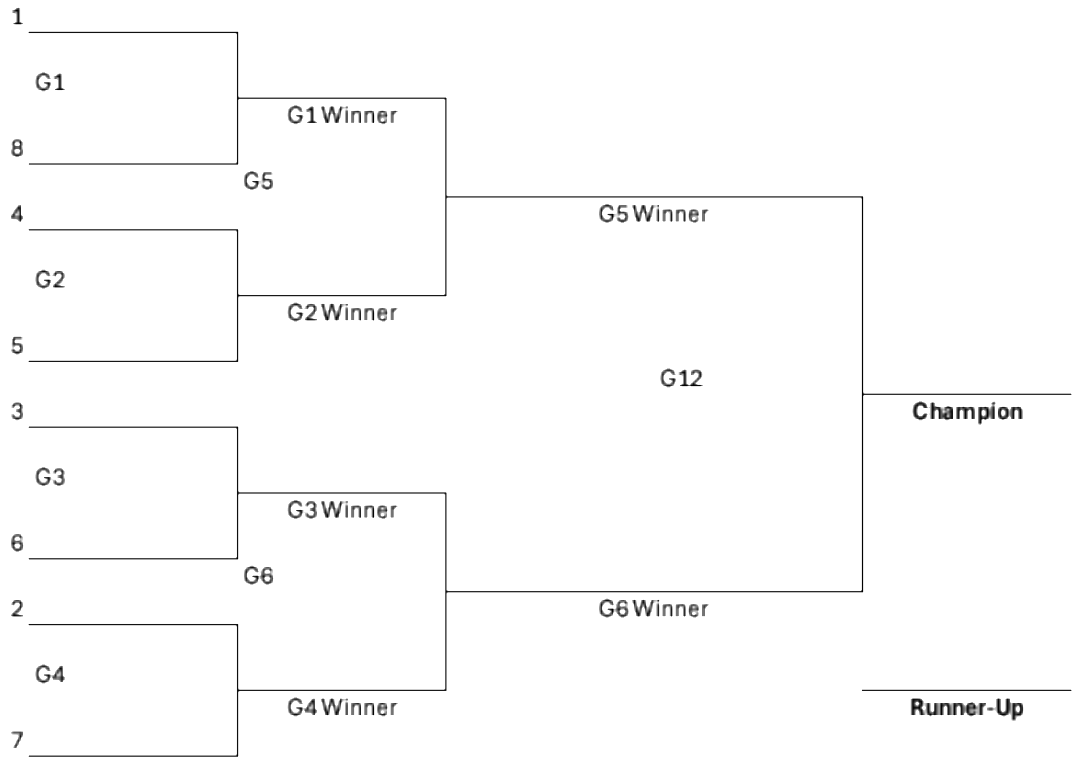 1
G1
G1 Winner
8
G5
4
G5 Winner
G2
G2 Winner
5
G12
3
Champion
G3
G3 Winner
6
G6
2
G6 Winner
G4
G4 Winner
Runner-Up
7